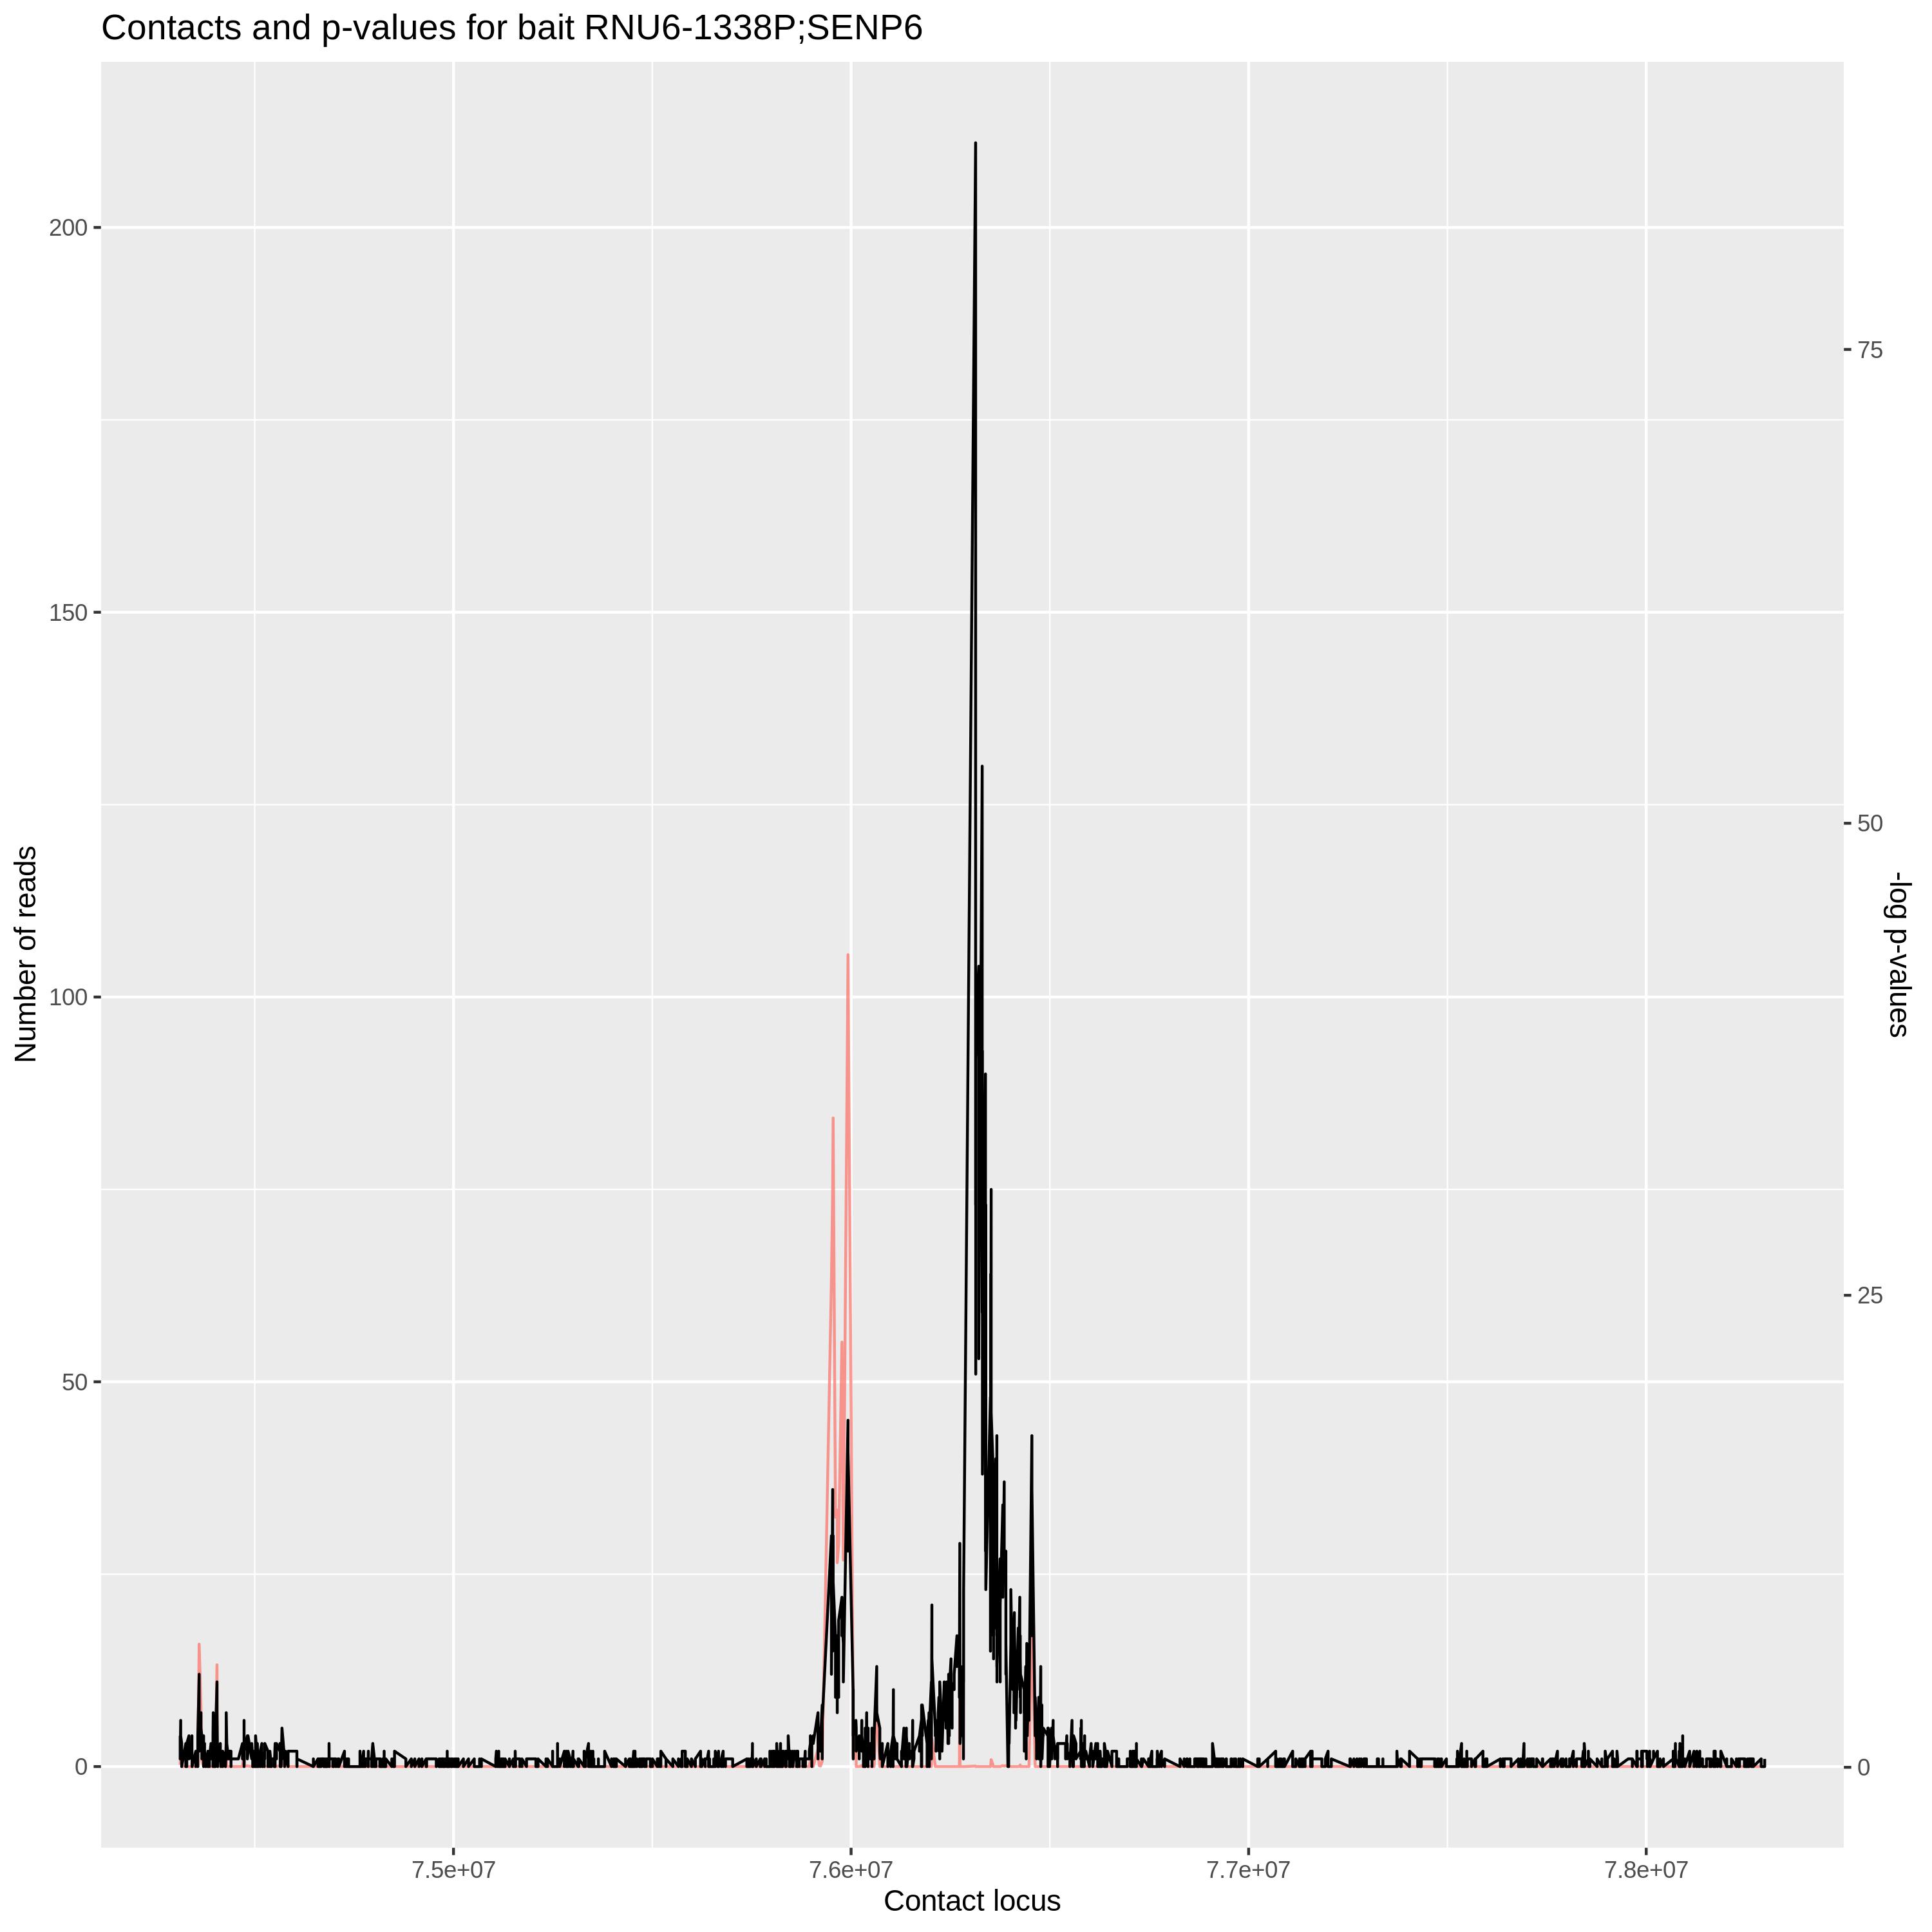 Contacts and p-values for bait RNU6-1338P;SENP6
200
150
100
50
0
Number of reads
75
50
25
0
-log p-values
7.5e+07
7.6e+07
7.7e+07
7.8e+07
Contact locus